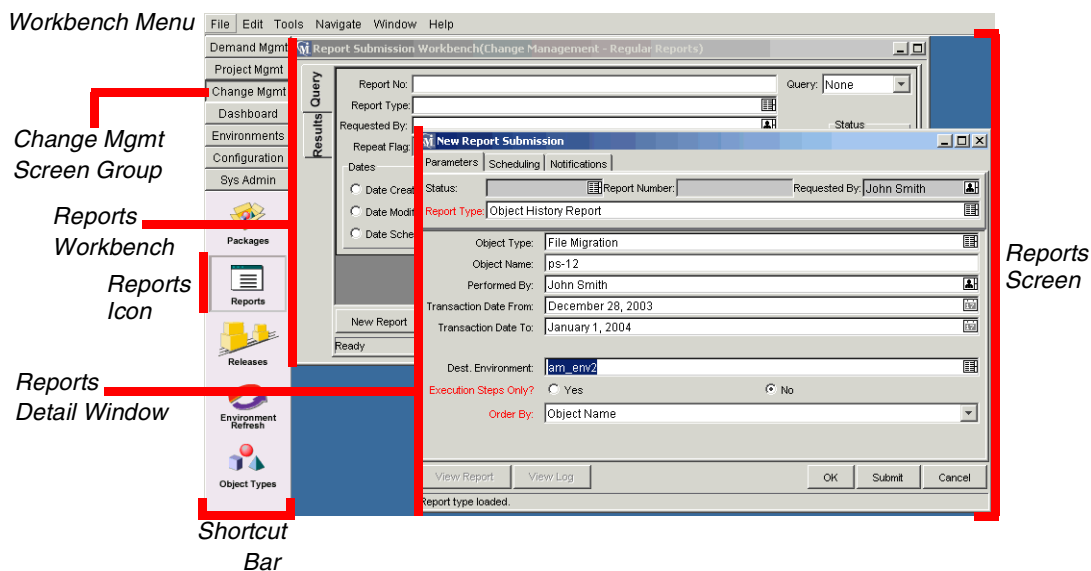 Workbench Menu
File Edit Tools Navigate Window Help
Demand Mgmt
Project Mgmt
Change Mgmt
Dashboard
Environments
Configuration
Sys Admin
Packages
Reports
Releases
Environment
Refresh
Object Types
Change Mgmt
Screen Group
Reports
Workbench
Reports
Icon
Reports
Detail Window
Shortcut
Bar
Reports
Screen
Report Submission Workbench(Change Management - Regular Reports)
Query
Results
Report No:
Query: None
Report Type:
Requested By:
Status
Repeat Flag:
Dates
Date Creat
Date Modif
Date Sche
New Report
Ready
New Report Submission
Parameters Scheduling Notifications
Status: Report Number: Requested By: John Smith
Report Type: Object History Report
Object Type: File Migration
Object Name: ps-12
Performed By: John Smith
Transaction Date From: December 28, 2003
Transaction Date To: January 1, 2004
Dest. Environment: am_env2
Execution Steps Only? Yes No
Order By: Object Name
View Report View Log OK Submit Cancel
Report type loaded.